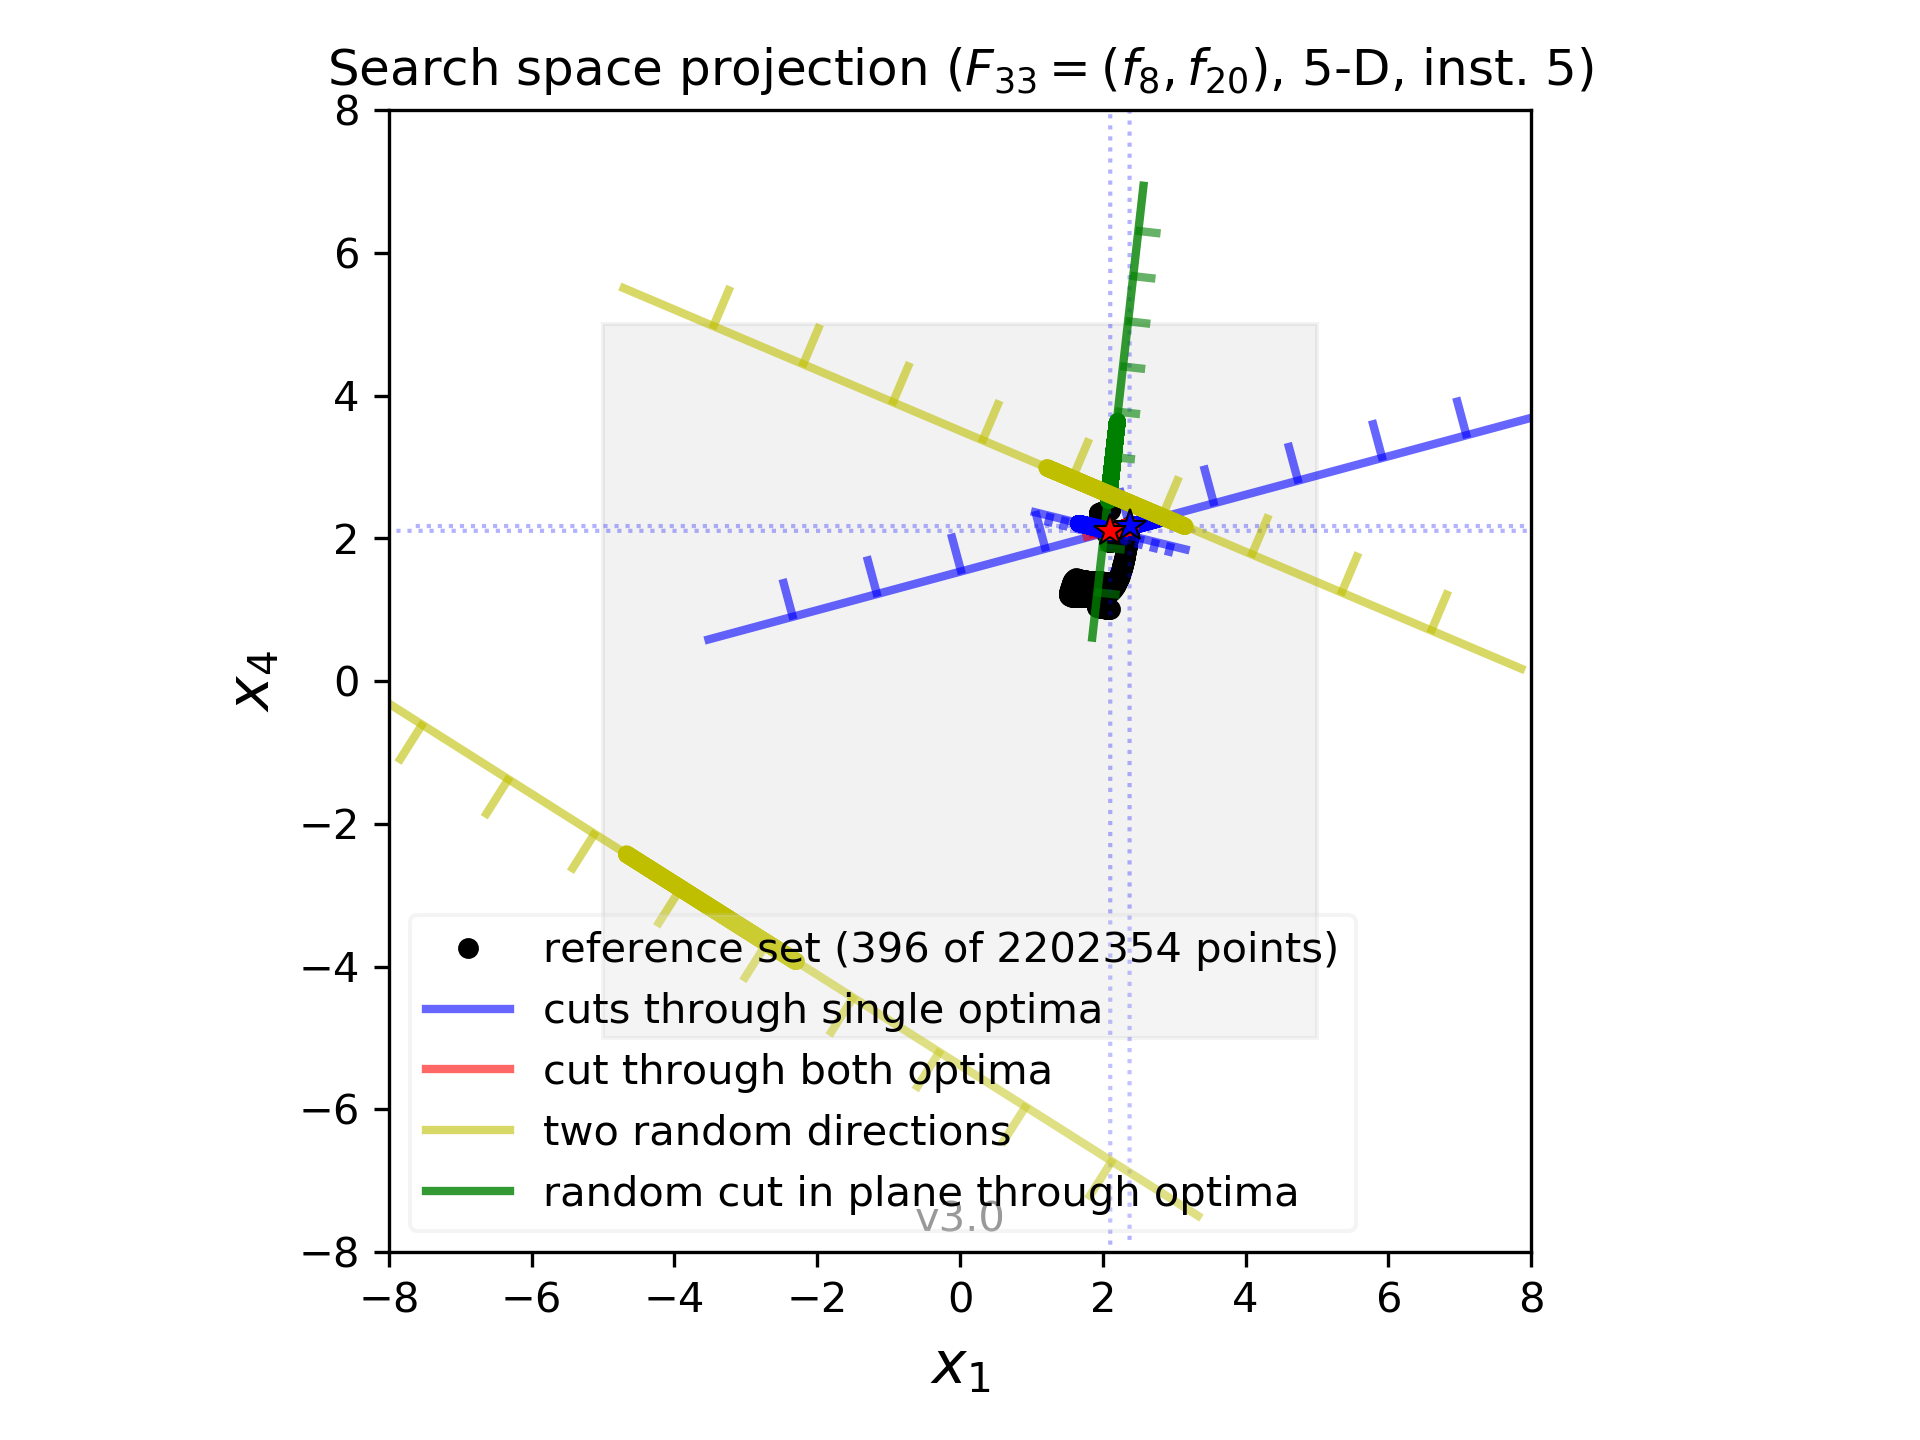 Search space projection (F33 = (f8, f20), 5-D, inst. 5)
8
6
4
2
0
−2
−4
−6
−8
x4
reference set (396 of 2202354 points)
cuts through single optima
cut through both optima
two random directions
random cut in plane through optima
v3.0
−8 −6 −4 −2 0 2 4 6 8
x1